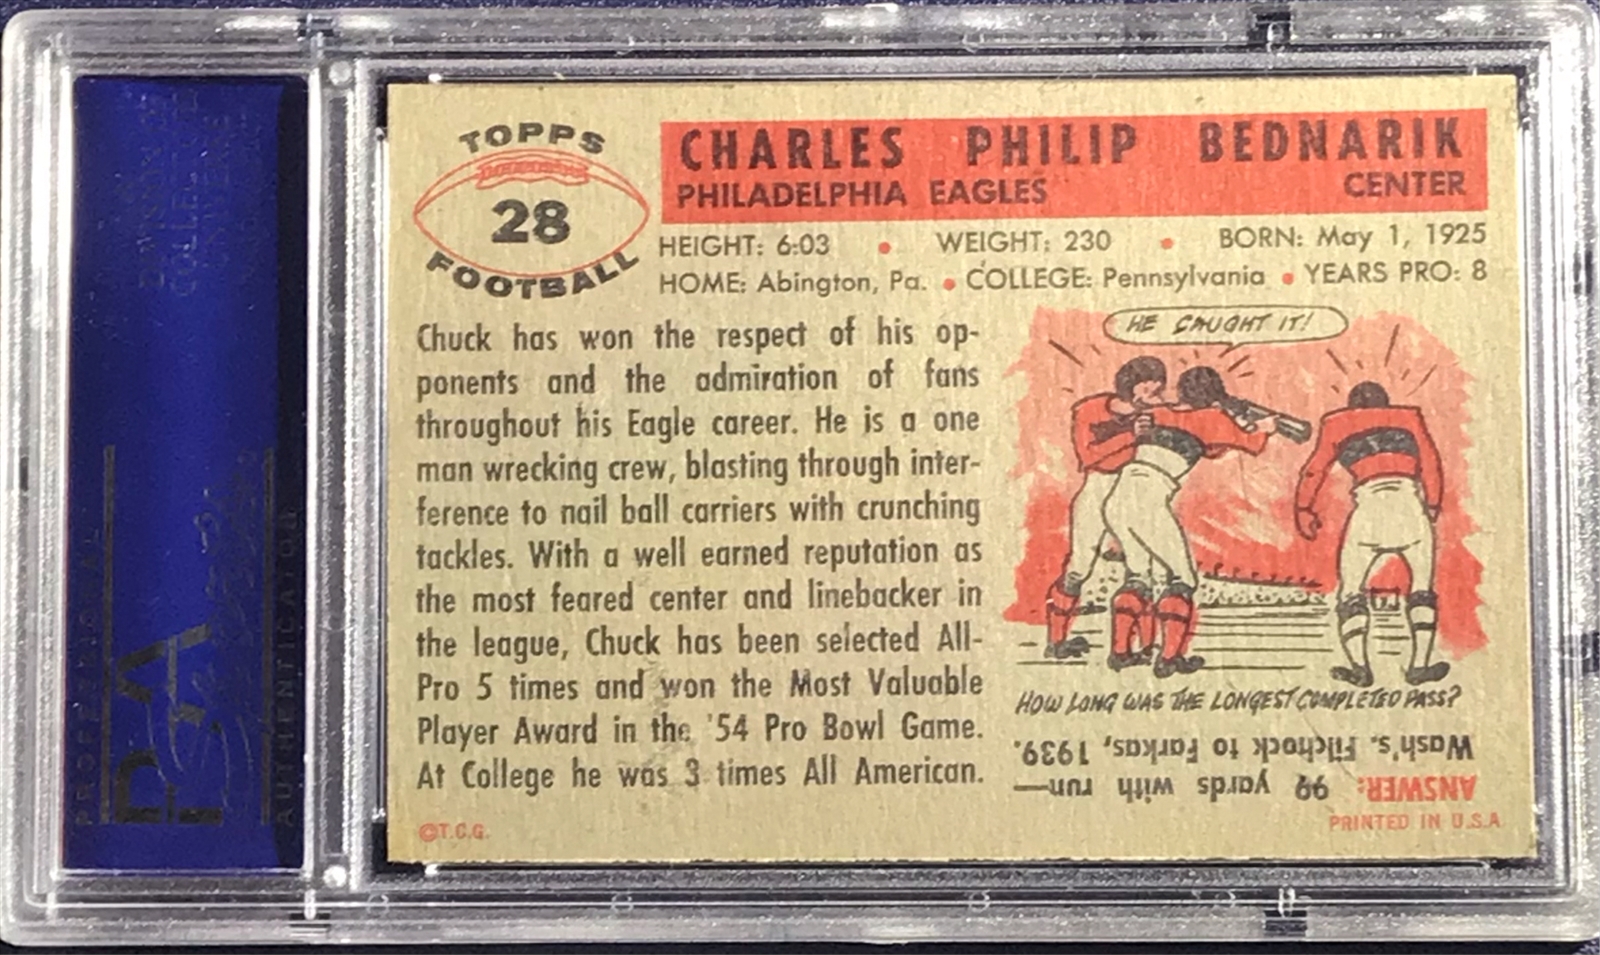 TOPPS
28
FOOTBALL
CHARLES PHILIP BEDNARIK
PHILADELPHIA EAGLES CENTER
HEIGHT: 6:03 • WEIGHT: 230 • BORN: May 1, 1925
HOME: Abington, Pa. • COLLEGE: Pennsylvania • YEARS PRO: 8
Chuck has won the respect of his op-
ponents and the admiration of fans
throughout his Eagle career. He is a one
man wrecking crew, blasting through inter-
ference to nail ball carriers with crunching
tackles. With a well earned reputation as
the most feared center and linebacker in
the league, Chuck has been selected All-
Pro 5 times and won the Most Valuable
Player Award in the '54 Pro Bowl Game.
At College he was 3 times All American.
©T.C.G.
HE CAUGHT IT!
HOW LONG WAS THE LONGEST COMPLETED PASS?
ANSWER: 99 yards with run—
Wash's. Filchock to Farkas, 1939.
PRINTED IN U.S.A
PROFESSIONAL
PSA
AUTHENTICATOR